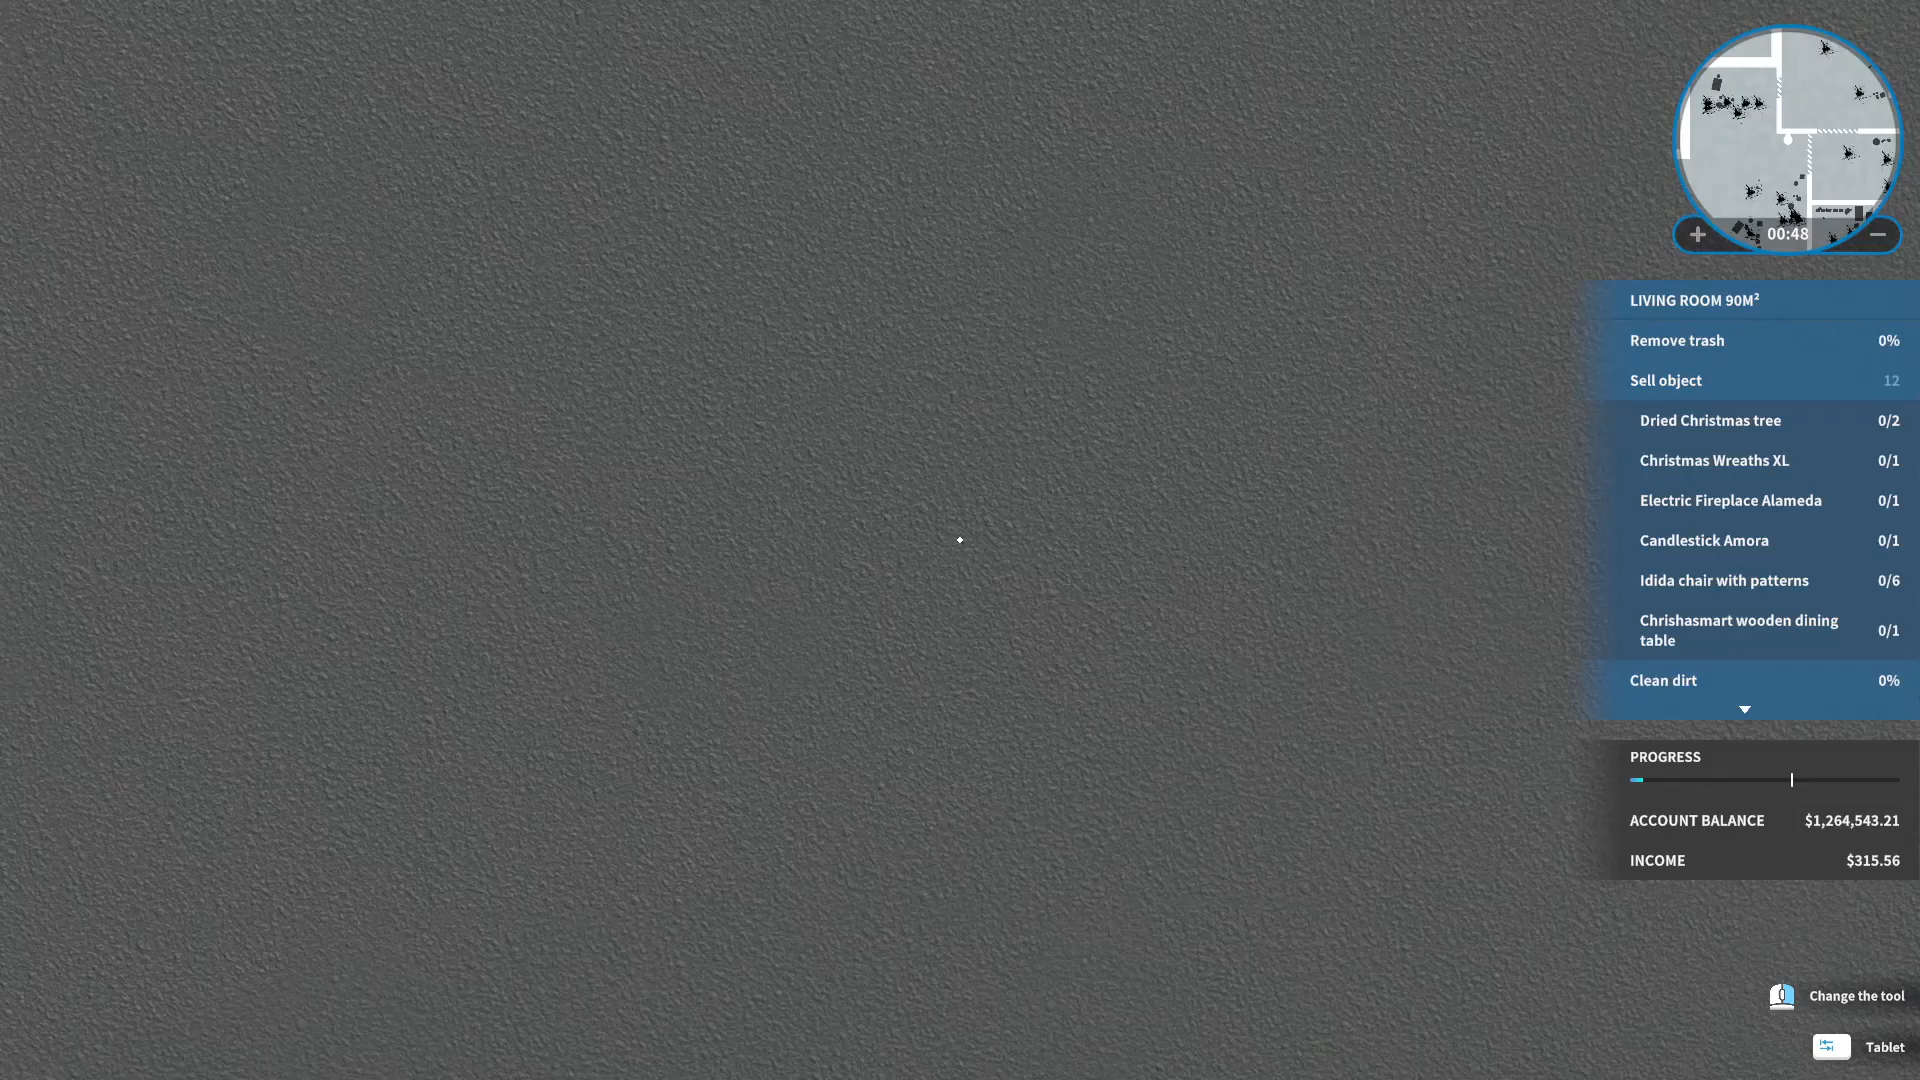 00:48
LIVING ROOM 90M²
Remove trash 0%
Sell object 12
Dried Christmas tree 0/2
Christmas Wreaths XL 0/1
Electric Fireplace Alameda 0/1
Candlestick Amora 0/1
Idida chair with patterns 0/6
Chrishasmart wooden dining
table 0/1
Clean dirt 0%
PROGRESS
ACCOUNT BALANCE $1,264,543.21
INCOME $315.56
Change the tool
Tablet